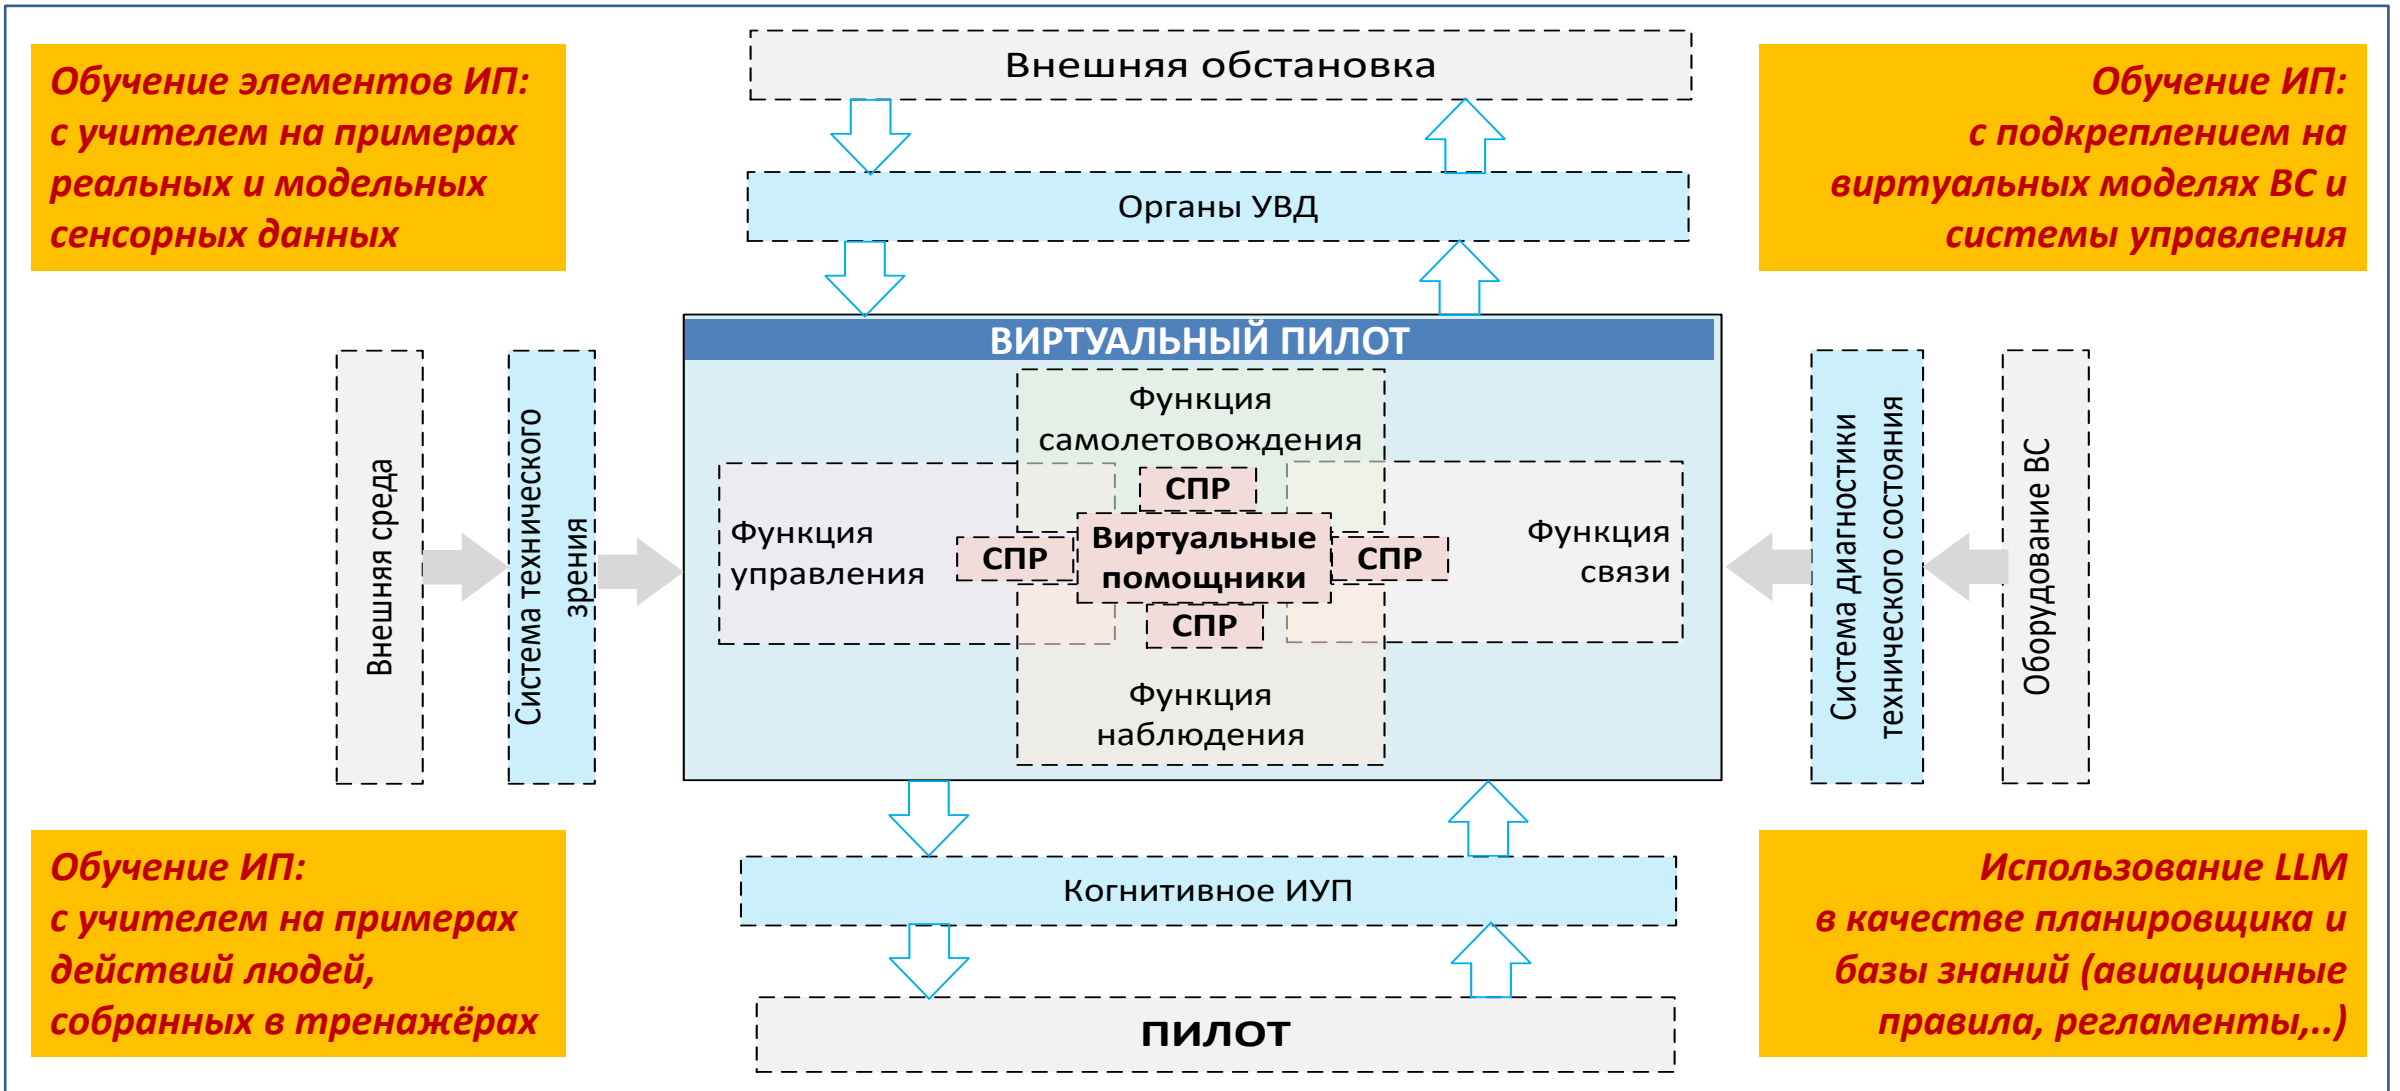 Обучение элементов ИП:
с учителем на примерах
реальных и модельных
сенсорных данных
Внешняя обстановка
Органы УВД
Обучение ИП:
с подкреплением на
виртуальных моделях ВС и
системы управления
Внешняя среда
Система технического
зрения
ВИРТУАЛЬНЫЙ ПИЛОТ
Функция
самолетовождения
СПР
Функция
управления
СПР
Виртуальные
помощники
СПР
Функция
связи
СПР
Функция
наблюдения
Система диагностики
технического состояния
Оборудование ВС
Обучение ИП:
с учителем на примерах
действий людей,
собранных в тренажёрах
Когнитивное ИУП
ПИЛОТ
Использование LLM
в качестве планировщика и
базы знаний (авиационные
правила, регламенты,..)